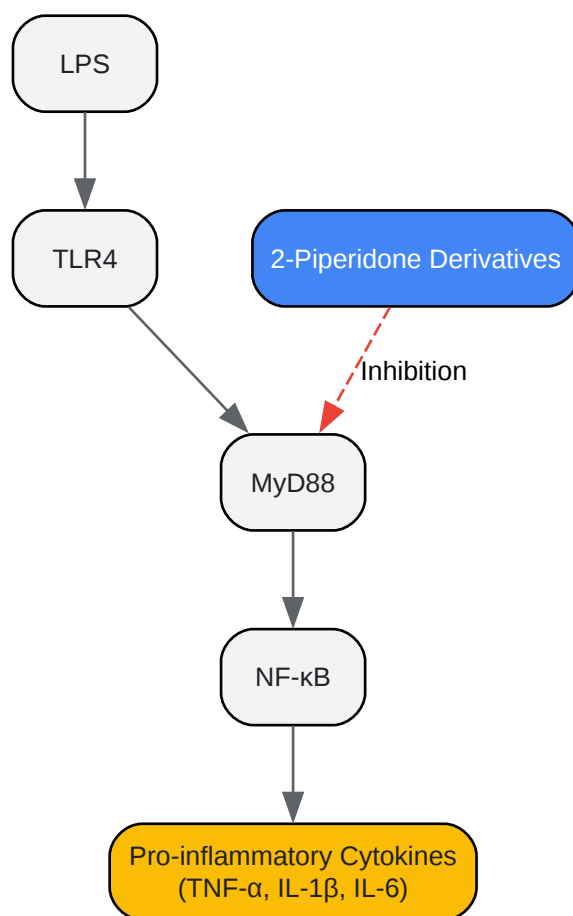 LPS
TLR4
2-Piperidone Derivatives
Inhibition
MyD88
NF-κB
Pro-inflammatory Cytokines
(TNF-α, IL-1β, IL-6)